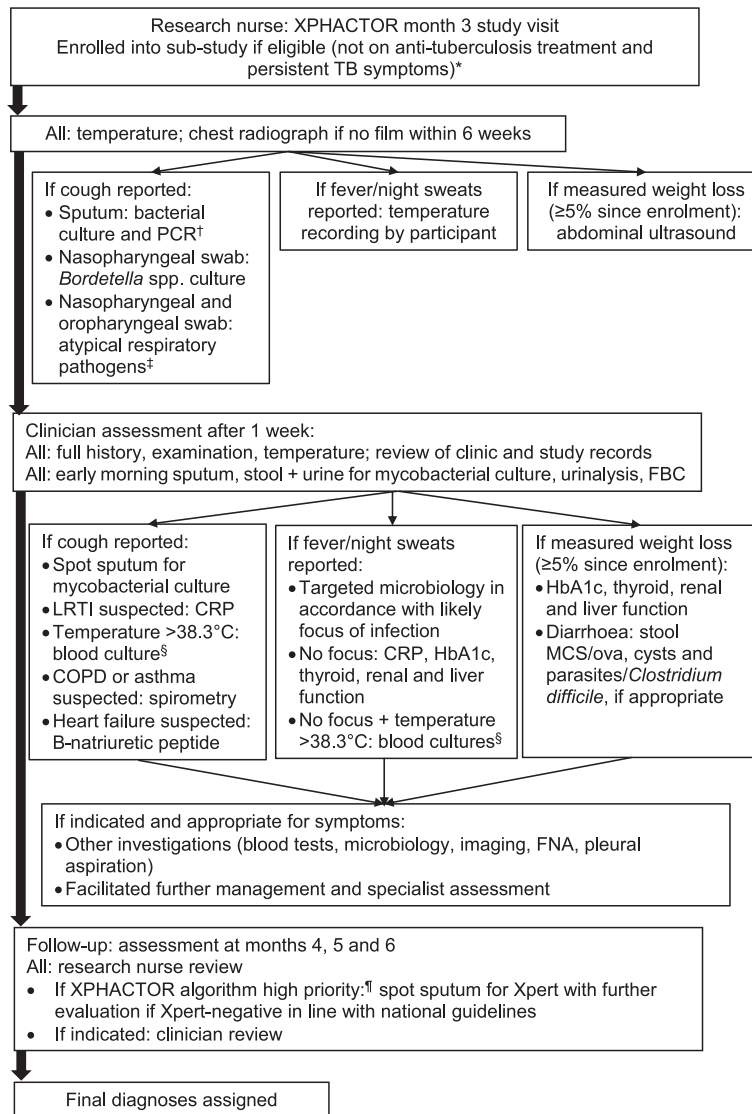 Research nurse: XPHACTOR month 3 study visit
Enrolled into sub-study if eligible (not on anti-tuberculosis treatment and
persistent TB symptoms)*
All: temperature; chest radiograph if no film within 6 weeks
If cough reported:
• Sputum: bacterial
culture and PCR†
• Nasopharyngeal swab:
Bordetella spp. culture
• Nasopharyngeal and
oropharyngeal swab:
atypical respiratory
pathogens‡
If fever/night sweats
reported: temperature
recording by participant
If measured weight loss
(≥5% since enrolment):
abdominal ultrasound
Clinician assessment after 1 week:
All: full history, examination, temperature; review of clinic and study records
All: early morning sputum, stool + urine for mycobacterial culture, urinalysis, FBC
If cough reported:
• Spot sputum for
mycobacterial culture
• LRTI suspected: CRP
• Temperature >38.3°C:
blood culture§
• COPD or asthma
suspected: spirometry
• Heart failure suspected:
B-natriuretic peptide
If fever/night sweats
reported:
• Targeted microbiology in
accordance with likely
focus of infection
• No focus: CRP, HbA1c,
thyroid, renal and liver
function
• No focus + temperature
>38.3°C: blood cultures§
If measured weight loss
(≥5% since enrolment):
• HbA1c, thyroid, renal
and liver function
• Diarrhoea: stool
MCS/ova, cysts and
parasites/Clostridium
difficile, if appropriate
If indicated and appropriate for symptoms:
• Other investigations (blood tests, microbiology, imaging, FNA, pleural
aspiration)
• Facilitated further management and specialist assessment
Follow-up: assessment at months 4, 5 and 6
All: research nurse review
• If XPHACTOR algorithm high priority:¶ spot sputum for Xpert with further
evaluation if Xpert-negative in line with national guidelines
• If indicated: clinician review
Final diagnoses assigned